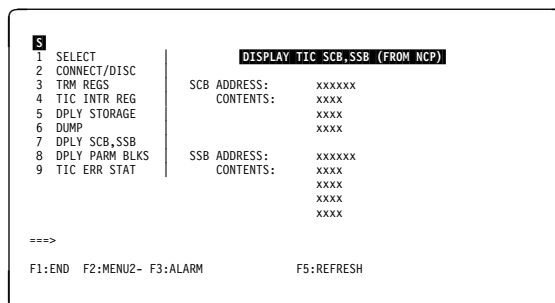 S
1 SELECT DISPLAY TIC SCB,SSB (FROM NCP)
2 CONNECT/DISC
3 TRM REGS SCB ADDRESS: xxxxxx
4 TIC INTR REG CONTENTS: xxxx
5 DPLY STORAGE xxxx
6 DUMP xxxx
7 DPLY SCB,SSB
8 DPLY PARM BLKS SSB ADDRESS: xxxxxx
9 TIC ERR STAT CONTENTS: xxxx
xxxx
xxxx
xxxx
===>
F1:END F2:MENU2- F3:ALARM F5:REFRESH